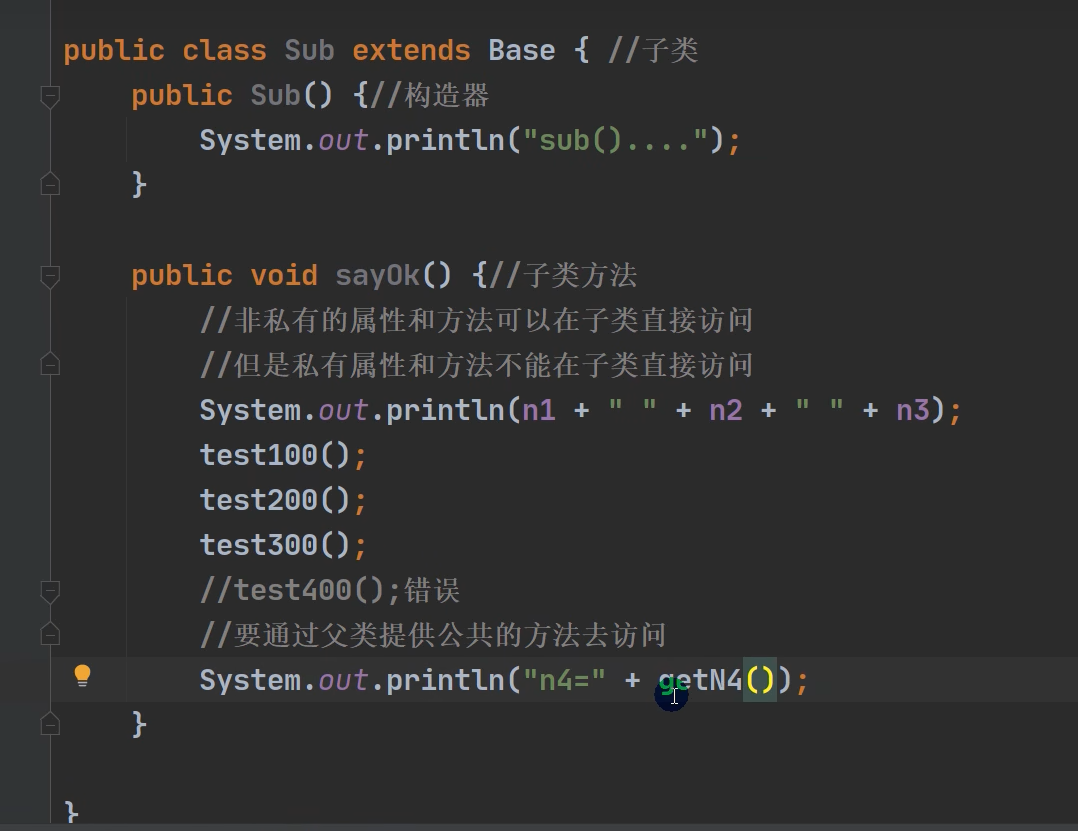 public class Sub extends Base { //子类
public Sub() {//构造器
System.out.println("sub()....");
}
public void sayOk() {//子类方法
//非私有的属性和方法可以在子类直接访问
//但是私有属性和方法不能在子类直接访问
System.out.println(n1 + " " + n2 + " " + n3);
test100();
test200();
test300();
//test400();错误
//要通过父类提供公共的方法去访问
System.out.println("n4=" + getN4());
}
}